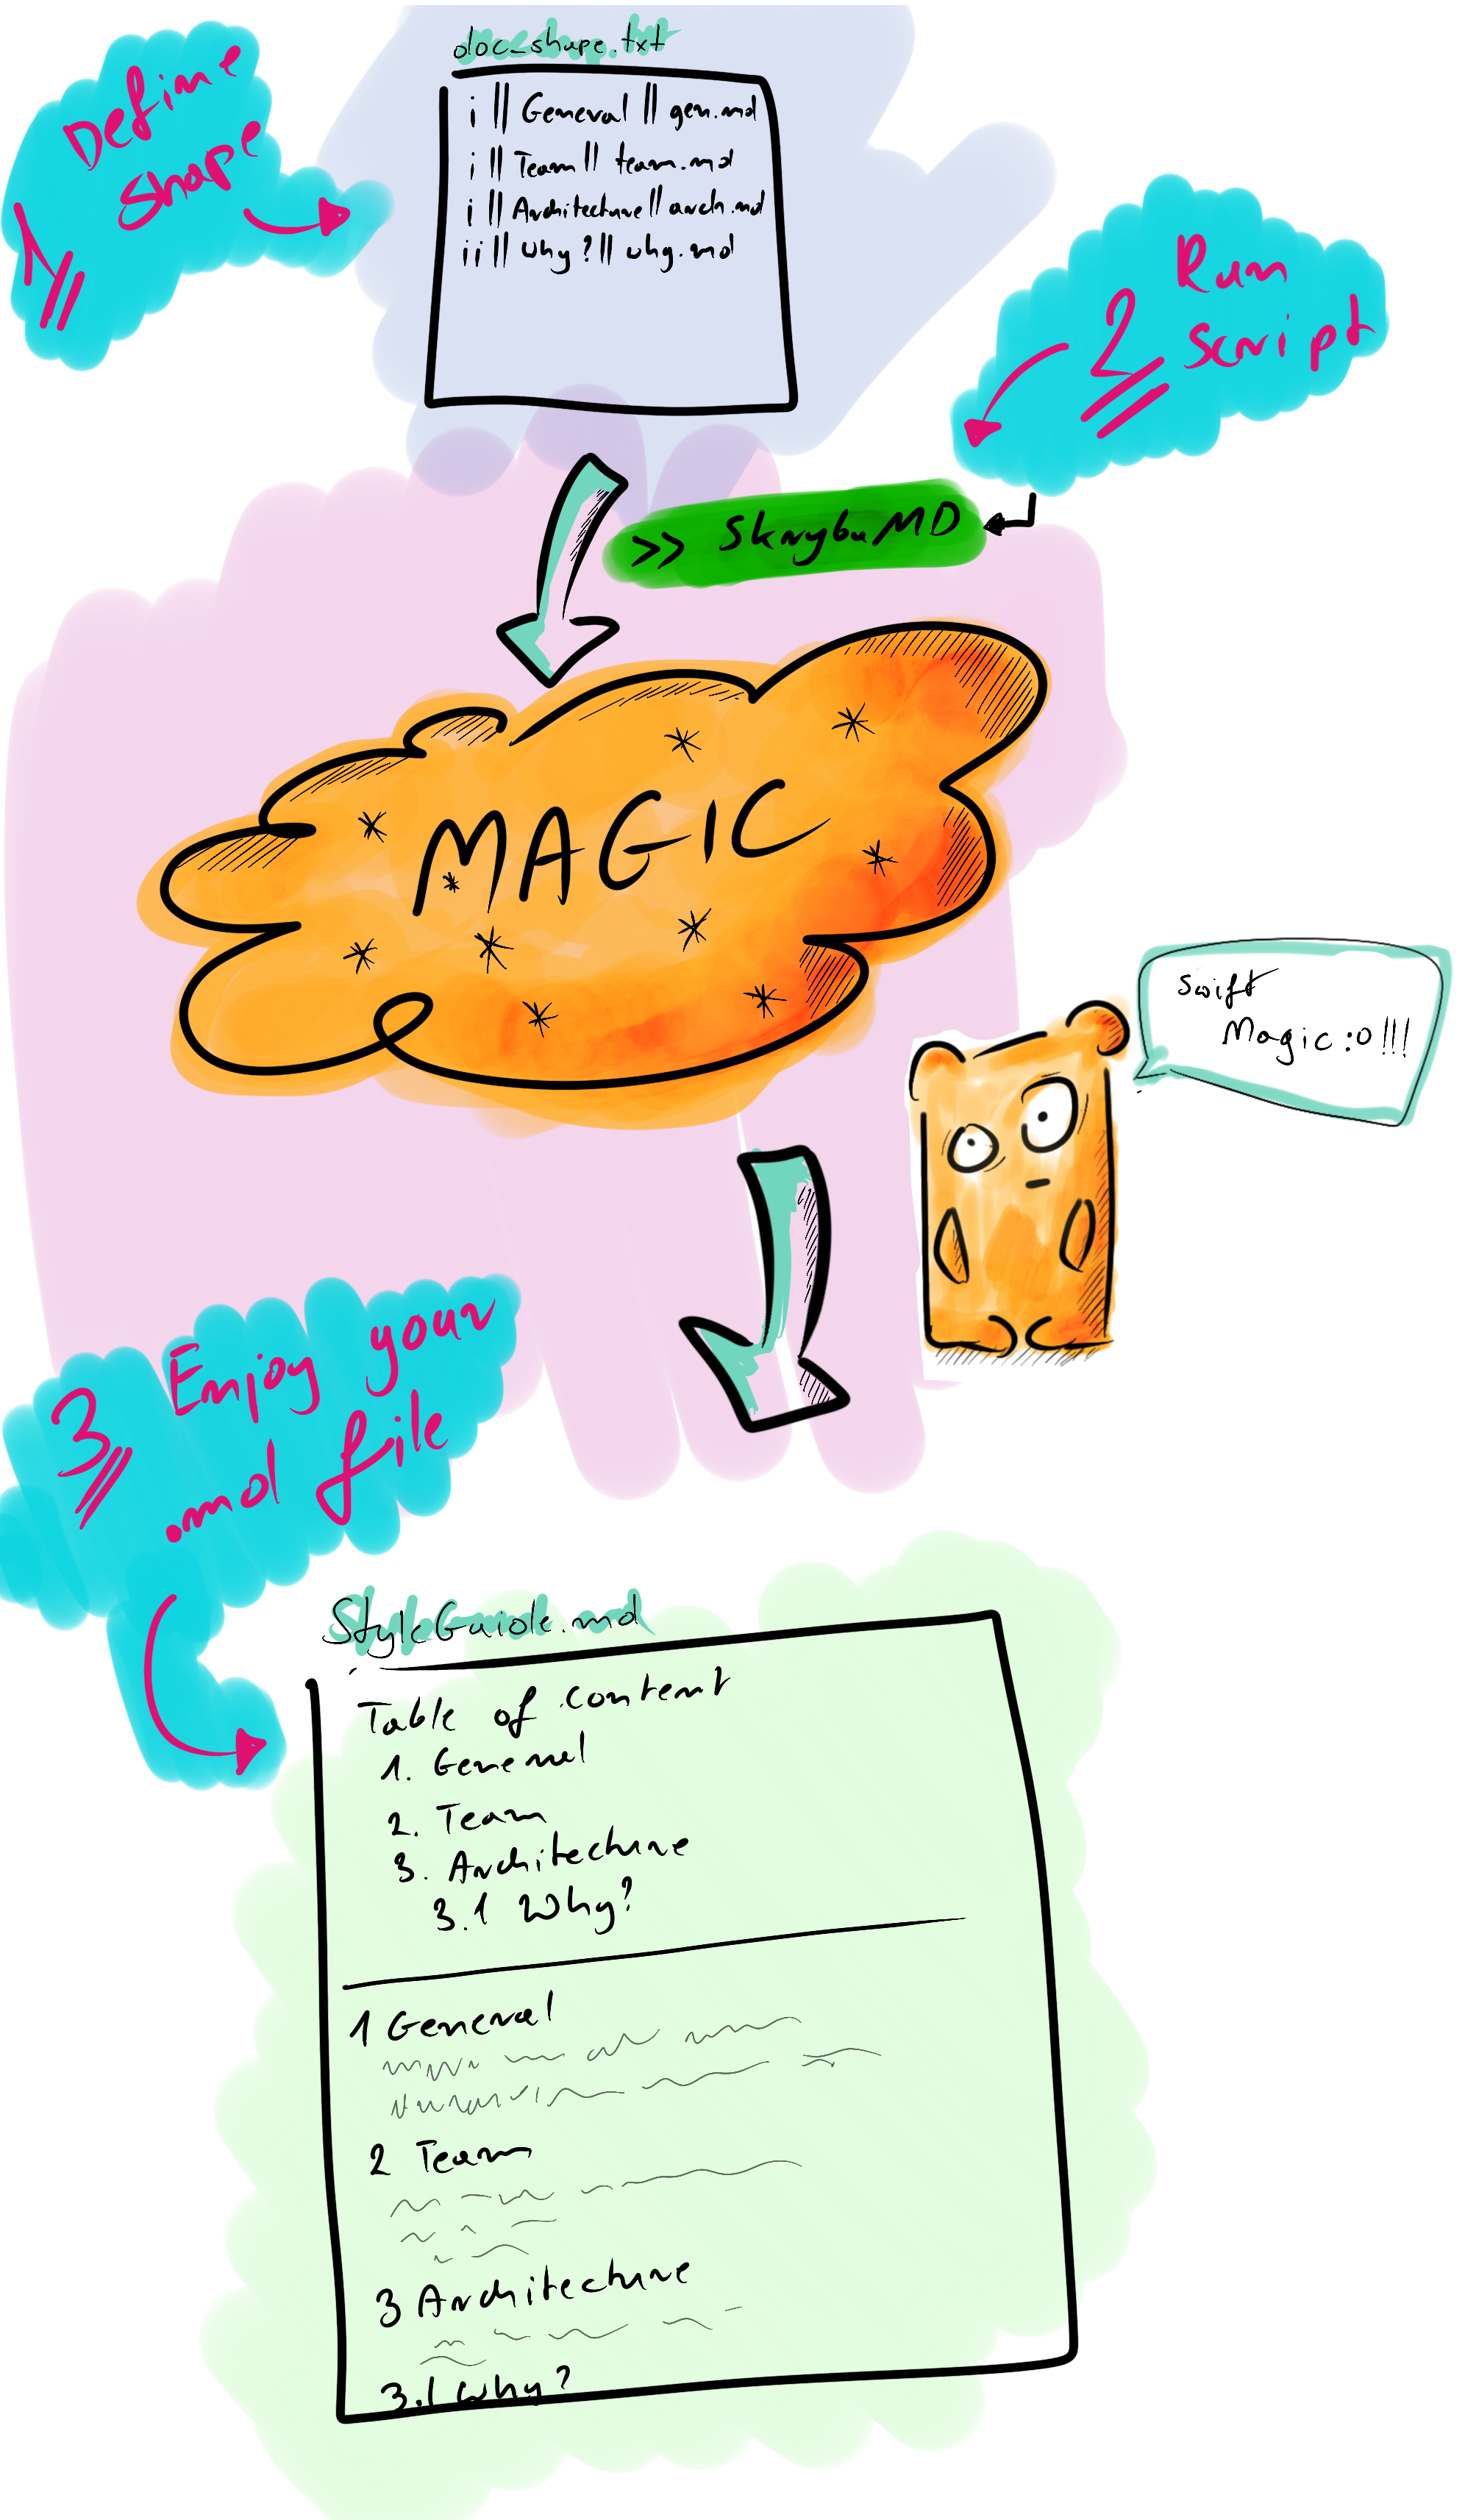 doc_shape.txt
1 Define
shape
i || General || gen.md
i || Team || team.md
i || Architecture || arch.md
ii || Why? || why.md
2 Run
script
>> SkrybaMD
MAGIC
Swift
Magic :O !!!
3 Enjoy your
.md file
StyleGuide.md
Table of content
1. General
2. Team
3. Architecture
3.1 Why?
1 General
2 Team
3 Architecture
3.1 Why?